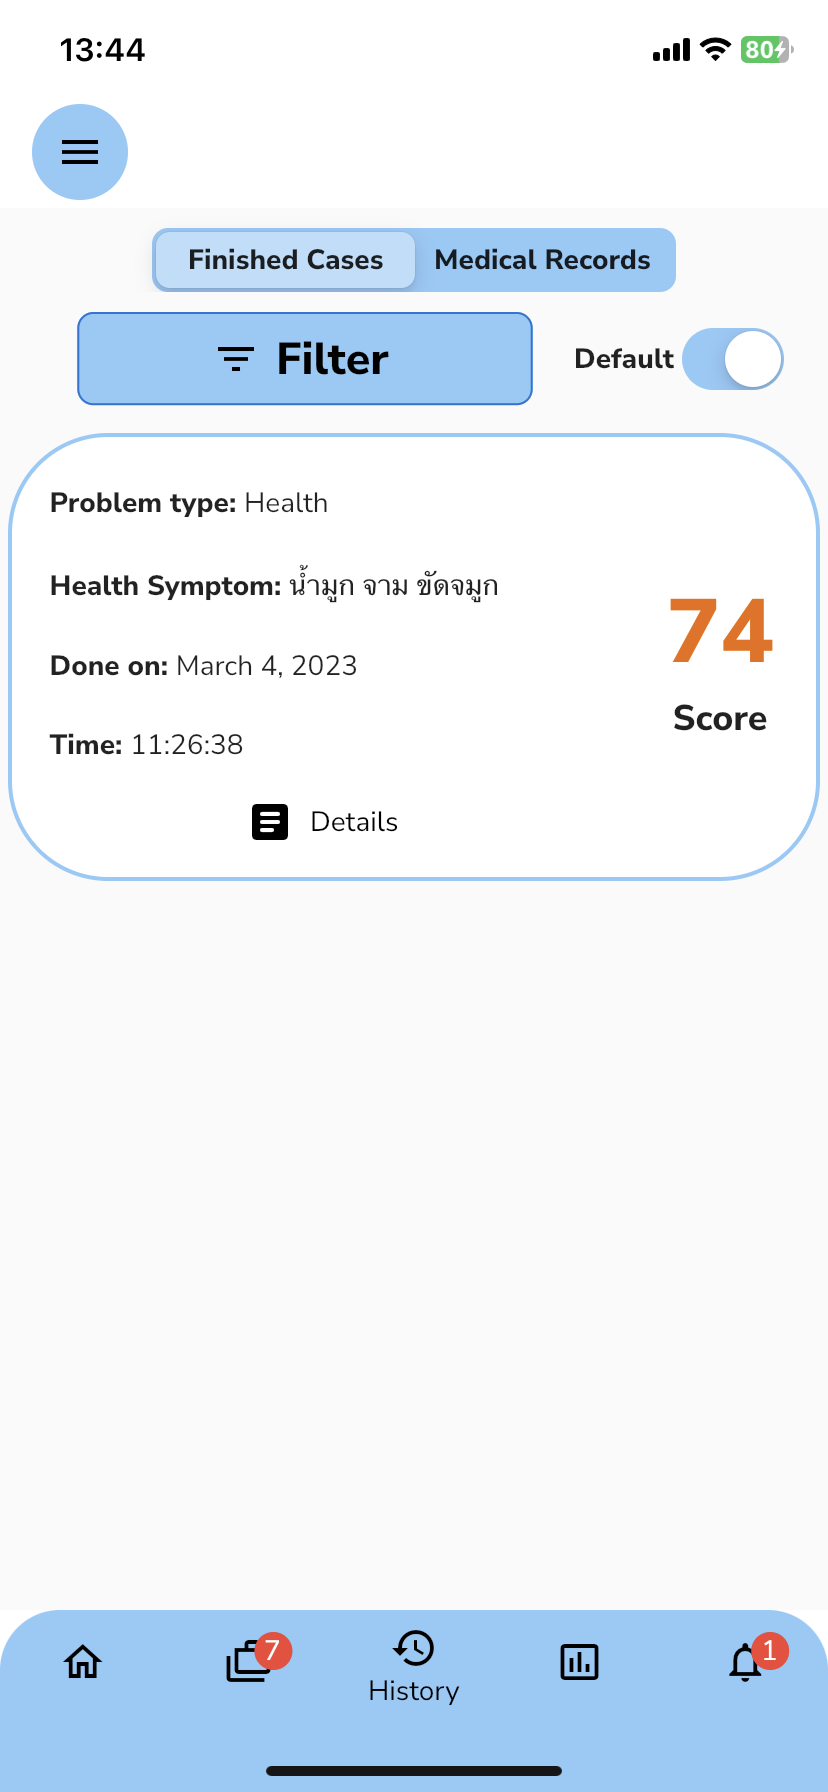 13:44
80
Finished Cases Medical Records
Filter Default
Problem type: Health
Health Symptom: น้ำมูก จาม ขัดจมูก
Done on: March 4, 2023
Time: 11:26:38
74
Score
Details
7
1
History